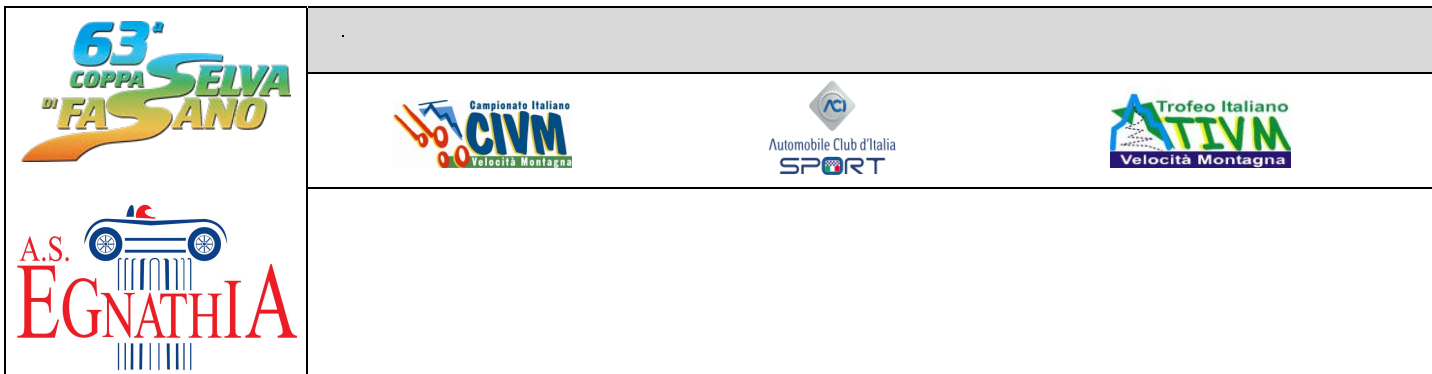 63ª
COPPA SELVA
DI FASANO
.
Campionato Italiano
CIVM
Velocità Montagna
ACI
Automobile Club d'Italia
SPORT
Trofeo Italiano
TIVM
Velocità Montagna
A.S.
EGNATHIA